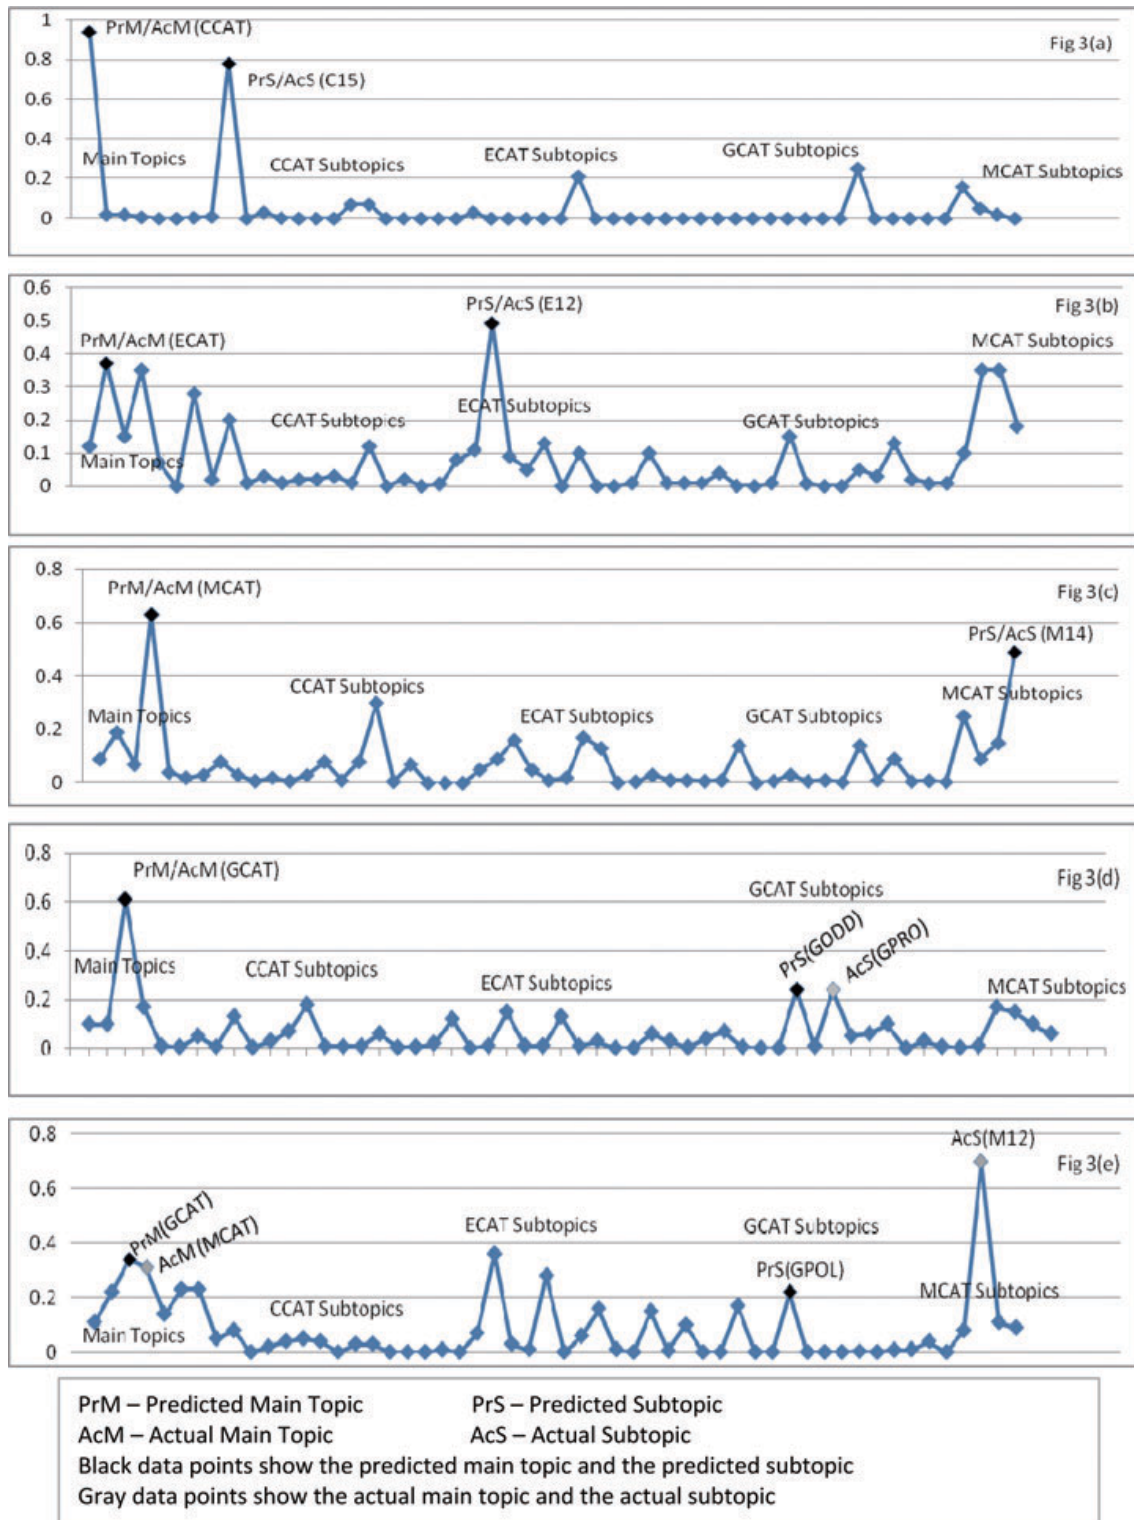 1
PrM/AcM (CCAT)
Fig 3(a)
0.8
PrS/AcS (C15)
0.6
0.4
Main Topics
CCAT Subtopics
ECAT Subtopics
GCAT Subtopics
MCAT Subtopics
0.2
0
0.6
PrS/AcS (E12)
Fig 3(b)
0.5
PrM/AcM (ECAT)
MCAT Subtopics
0.4
0.3
ECAT Subtopics
CCAT Subtopics
GCAT Subtopics
0.2
0.1
Main Topics
0
0.8
PrM/AcM (MCAT)
Fig 3(c)
0.6
PrS/AcS (M14)
0.4
CCAT Subtopics
MCAT Subtopics
Main Topics
ECAT Subtopics
GCAT Subtopics
0.2
0
0.8
PrM/AcM (GCAT)
Fig 3(d)
GCAT Subtopics
0.6
PrS(GODD)
AcS(GPRO)
0.4
Main Topics
CCAT Subtopics
ECAT Subtopics
MCAT Subtopics
0.2
0
0.8
AcS(M12)
Fig 3(e)
0.6
PrM(GCAT)
AcM (MCAT)
ECAT Subtopics
GCAT Subtopics
0.4
PrS(GPOL)
MCAT Subtopics
0.2
CCAT Subtopics
Main Topics
0
PrM – Predicted Main Topic PrS – Predicted Subtopic
AcM – Actual Main Topic AcS – Actual Subtopic
Black data points show the predicted main topic and the predicted subtopic
Gray data points show the actual main topic and the actual subtopic